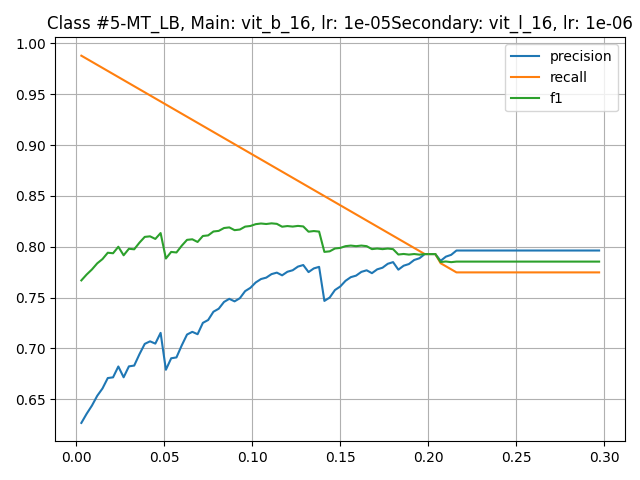 Class #5-MT_LB, Main: vit_b_16, lr: 1e-05Secondary: vit_l_16, lr: 1e-06
1.00
0.95
0.90
0.85
0.80
0.75
0.70
0.65
precision
recall
f1
0.00 0.05 0.10 0.15 0.20 0.25 0.30